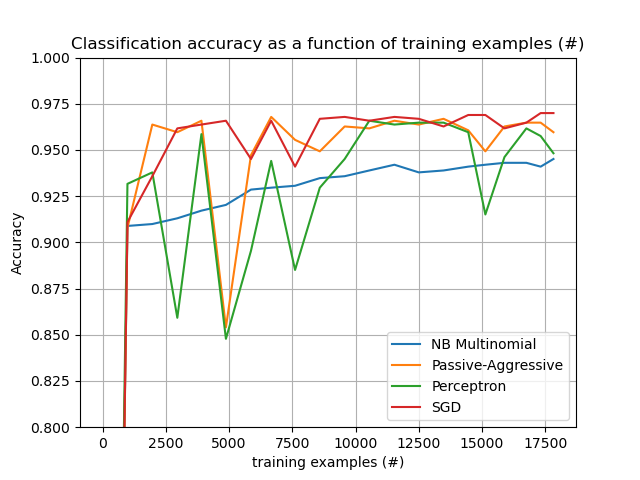 Classification accuracy as a function of training examples (#)
1.000
0.975
0.950
0.925
0.900
0.875
0.850
0.825
0.800
Accuracy
NB Multinomial
Passive-Aggressive
Perceptron
SGD
0 2500 5000 7500 10000 12500 15000 17500
training examples (#)